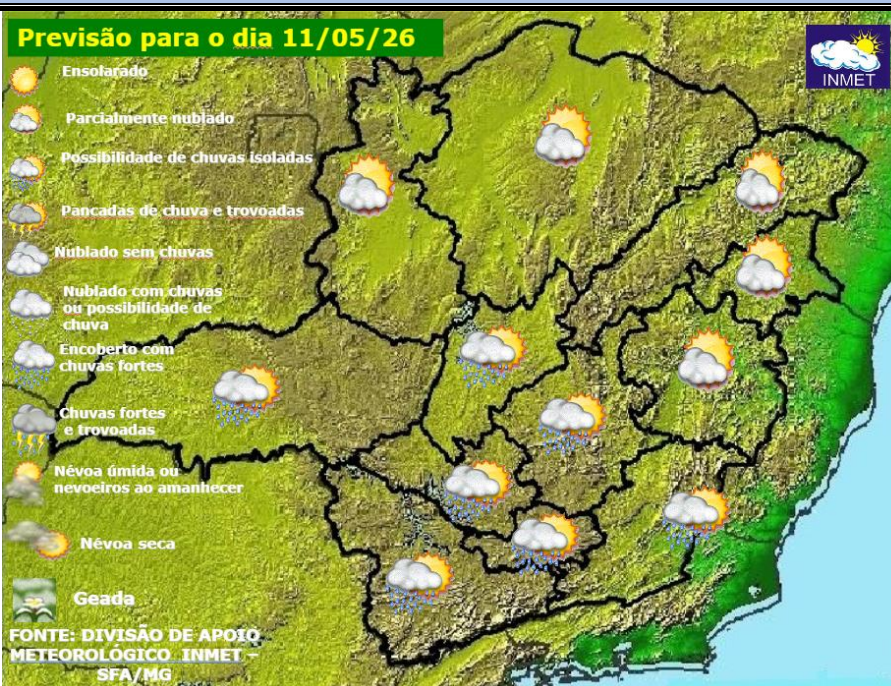 Previsão para o dia 11/05/26
INMET
Ensolarado
Parcialmente nublado
Possibilidade de chuvas isoladas
Pancadas de chuva e trovoadas
Nublado sem chuvas
Nublado com chuvas
ou possibilidade de
chuva
Encoberto com
chuvas fortes
Chuvas fortes
e trovoadas
Névoa úmida ou
nevoeiros ao amanhecer
Névoa seca
Geada
FONTE: DIVISÃO DE APOIO
METEOROLÓGICO INMET –
SFA/MG